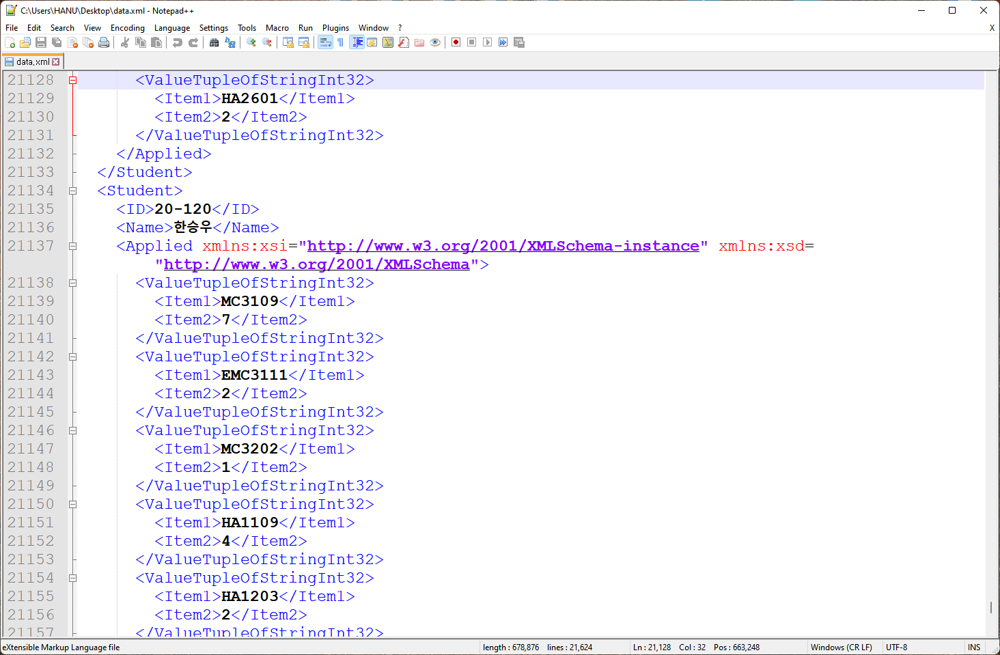 C:\Users\HANU\Desktop\data.xml - Notepad++
File Edit Search View Encoding Language Settings Tools Macro Run Plugins Window ? X
data.xml
21128 <ValueTupleOfStringInt32>
21129 <Item1>HA2601</Item1>
21130 <Item2>2</Item2>
21131 </ValueTupleOfStringInt32>
21132 </Applied>
21133 </Student>
21134 <Student>
21135 <ID>20-120</ID>
21136 <Name>한승우</Name>
21137 <Applied xmlns:xsi="http://www.w3.org/2001/XMLSchema-instance" xmlns:xsd=
"http://www.w3.org/2001/XMLSchema">
21138 <ValueTupleOfStringInt32>
21139 <Item1>MC3109</Item1>
21140 <Item2>7</Item2>
21141 </ValueTupleOfStringInt32>
21142 <ValueTupleOfStringInt32>
21143 <Item1>EMC3111</Item1>
21144 <Item2>2</Item2>
21145 </ValueTupleOfStringInt32>
21146 <ValueTupleOfStringInt32>
21147 <Item1>MC3202</Item1>
21148 <Item2>1</Item2>
21149 </ValueTupleOfStringInt32>
21150 <ValueTupleOfStringInt32>
21151 <Item1>HA1109</Item1>
21152 <Item2>4</Item2>
21153 </ValueTupleOfStringInt32>
21154 <ValueTupleOfStringInt32>
21155 <Item1>HA1203</Item1>
21156 <Item2>2</Item2>
21157 </ValueTupleOfStringInt32>
eXtensible Markup Language file length : 678,876 lines : 21,624 Ln : 21,128 Col : 32 Pos : 663,248 Windows (CR LF) UTF-8 INS